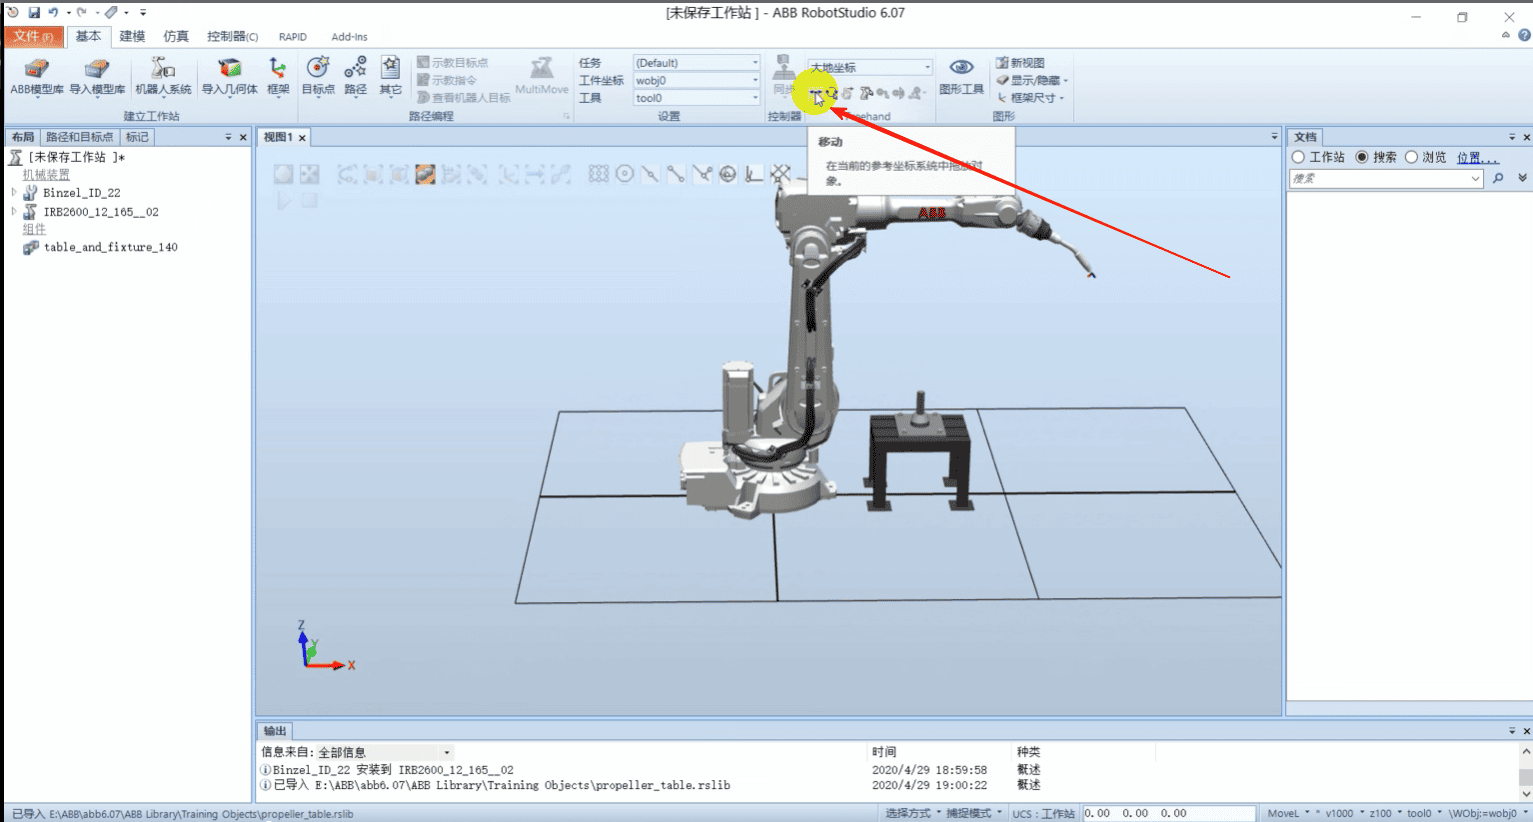 [未保存工作站 ] - ABB RobotStudio 6.07
文件(F) 基本 建模 仿真 控制器(C) RAPID Add-Ins
ABB模型库 导入模型库 机器人系统 导入几何体 框架
建立工作站
目标点 路径 其它
示教目标点
示教指令
查看机器人目标
MultiMove
路径编程
任务 (Default)
工件坐标 wobj0
工具 tool0
设置
同步
控制器
大地坐标
Freehand
图形工具
新视图
显示/隐藏
框架尺寸
图形
移动
在当前的参考坐标系统中拖放对
象。
布局 路径和目标点 标记
[未保存工作站 ]*
机械装置
Binzel_ID_22
IRB2600_12_165__02
组件
table_and_fixture_140
视图1
ABB
Z
Y
X
文档
工作站 搜索 浏览 位置...
搜索
输出
信息来自: 全部信息 时间 种类
Binzel_ID_22 安装到 IRB2600_12_165__02 2020/4/29 18:59:58 概述
已导入 E:\ABB\abb6.07\ABB Library\Training Objects\propeller_table.rslib 2020/4/29 19:00:22 概述
已导入 E:\ABB\abb6.07\ABB Library\Training Objects\propeller_table.rslib
选择方式 捕捉模式 UCS : 工作站 0.00 0.00 0.00 MoveL * v1000 z100 tool0 \WObj:=wobj0